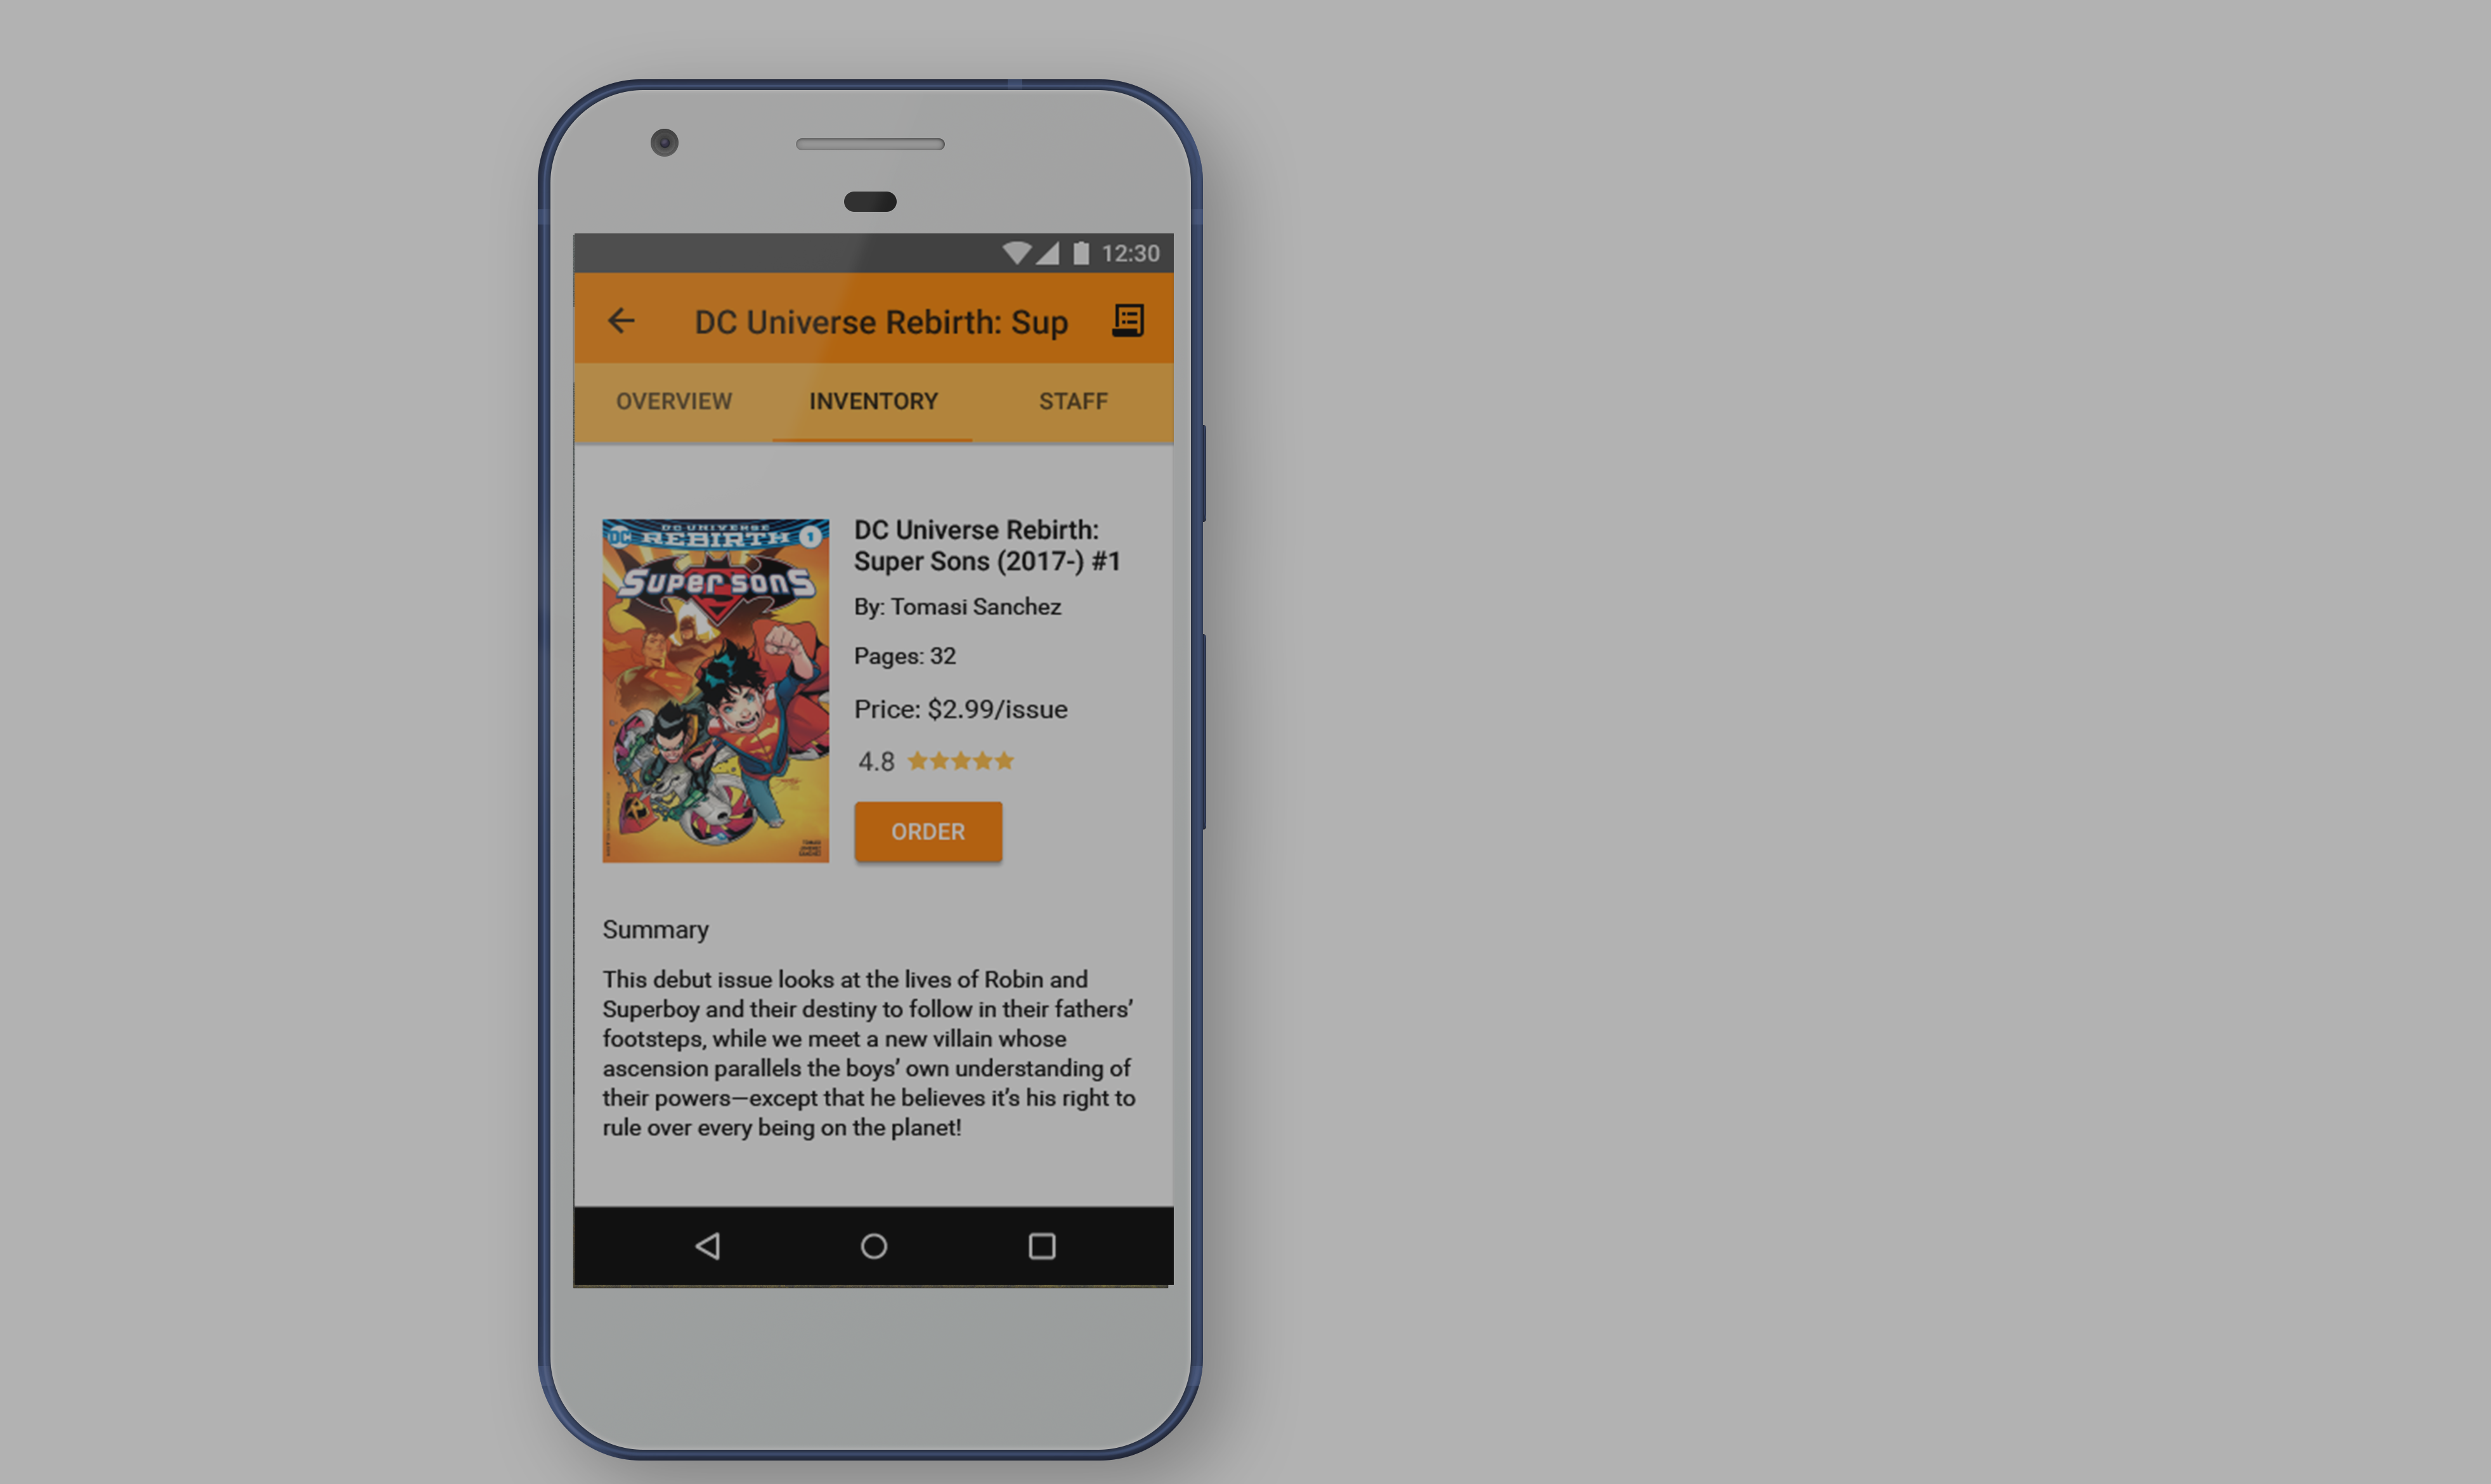 12:30
DC Universe Rebirth: Sup
OVERVIEW INVENTORY STAFF
DC UNIVERSE
DC REBIRTH 1
SUPER SONS
DC Universe Rebirth:
Super Sons (2017-) #1
By: Tomasi Sanchez
Pages: 32
Price: $2.99/issue
4.8
ORDER
Summary
This debut issue looks at the lives of Robin and
Superboy and their destiny to follow in their fathers’
footsteps, while we meet a new villain whose
ascension parallels the boys’ own understanding of
their powers—except that he believes it’s his right to
rule over every being on the planet!